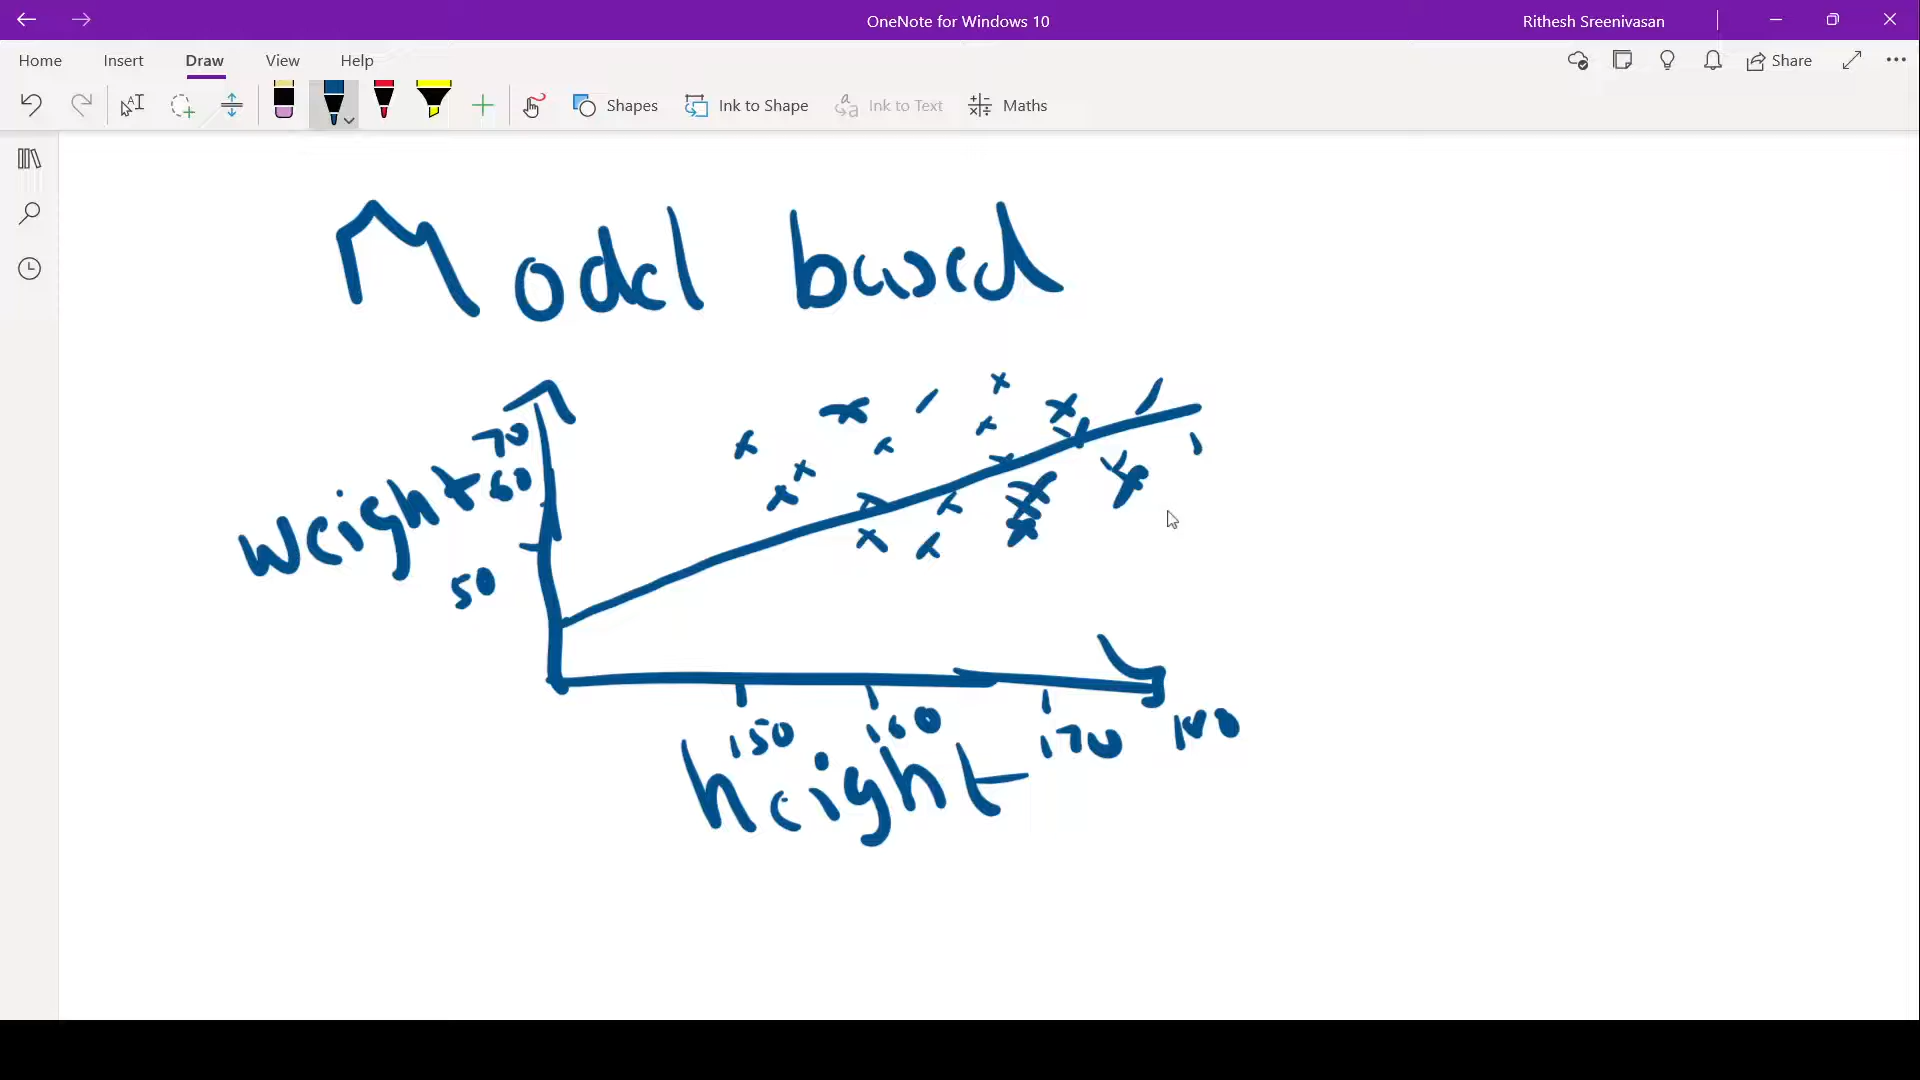 OneNote for Windows 10
Rithesh Sreenivasan
Home Insert Draw View Help
Share
Shapes Ink to Shape Ink to Text Maths
Model based
70
60
weight
50
150 160 170 180
height